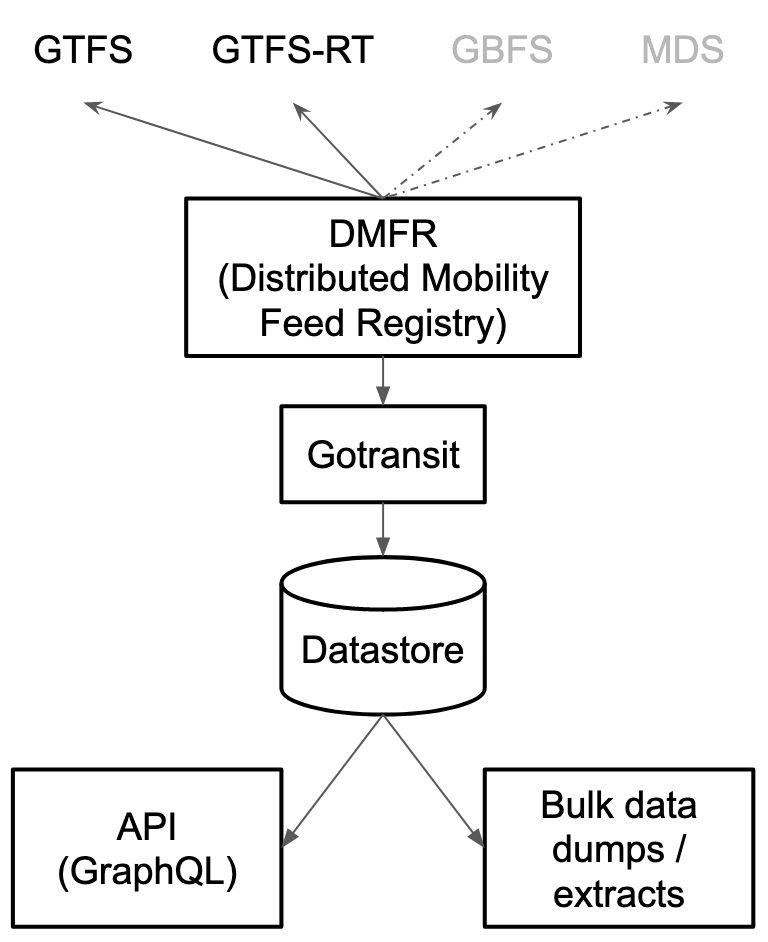 GTFS GTFS-RT GBFS MDS
DMFR
(Distributed Mobility
Feed Registry)
Gotransit
Datastore
API
(GraphQL)
Bulk data
dumps /
extracts